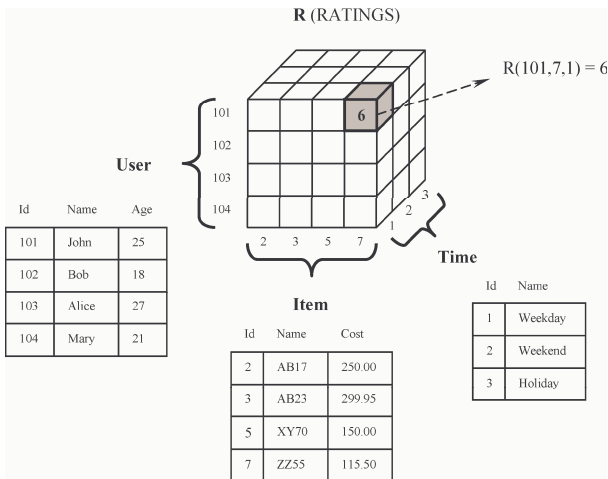 R (RATINGS)
R(101,7,1) = 6
101
6
102
103
104
User
2 3 5 7
1
2
3
Time
Item
Id Name Age
101 John 25
102 Bob 18
103 Alice 27
104 Mary 21
Id Name Cost
2 AB17 250.00
3 AB23 299.95
5 XY70 150.00
7 ZZ55 115.50
Id Name
1 Weekday
2 Weekend
3 Holiday